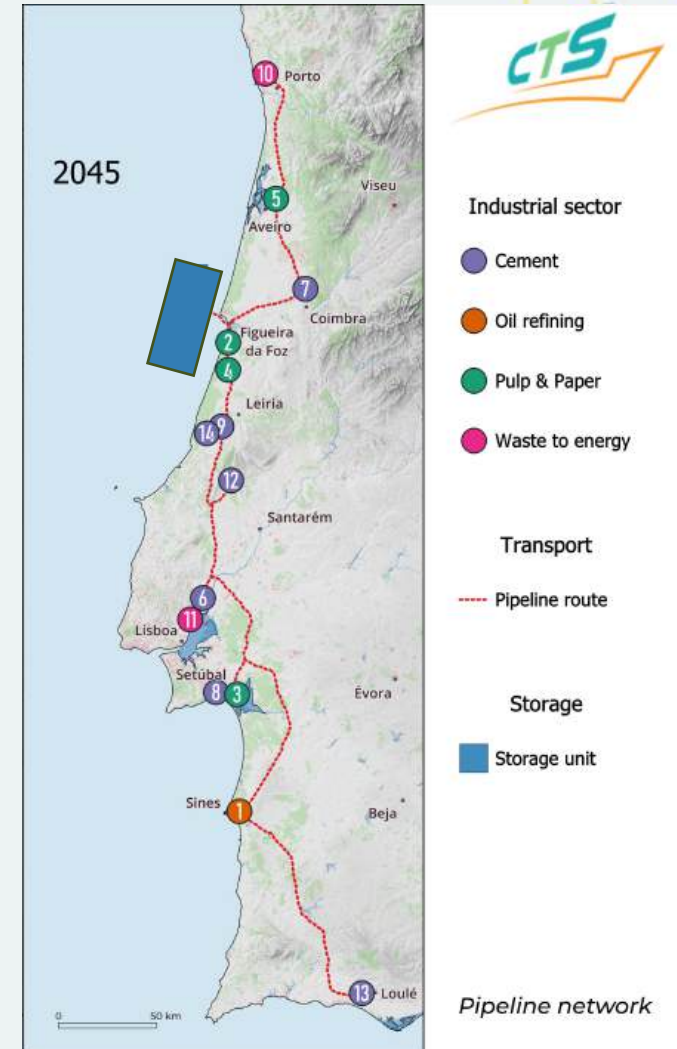 2045
10
Porto
Viseu
5
Aveiro
7
Coimbra
2
Figueira
da Foz
4
Leiria
9
14
12
Santarém
6
11
Lisboa
Setúbal
8
3
Évora
Sines
1
Beja
13
Loulé
0
50 km
CTS
Industrial sector
Cement
Oil refining
Pulp & Paper
Waste to energy
Transport
Pipeline route
Storage
Storage unit
Pipeline network